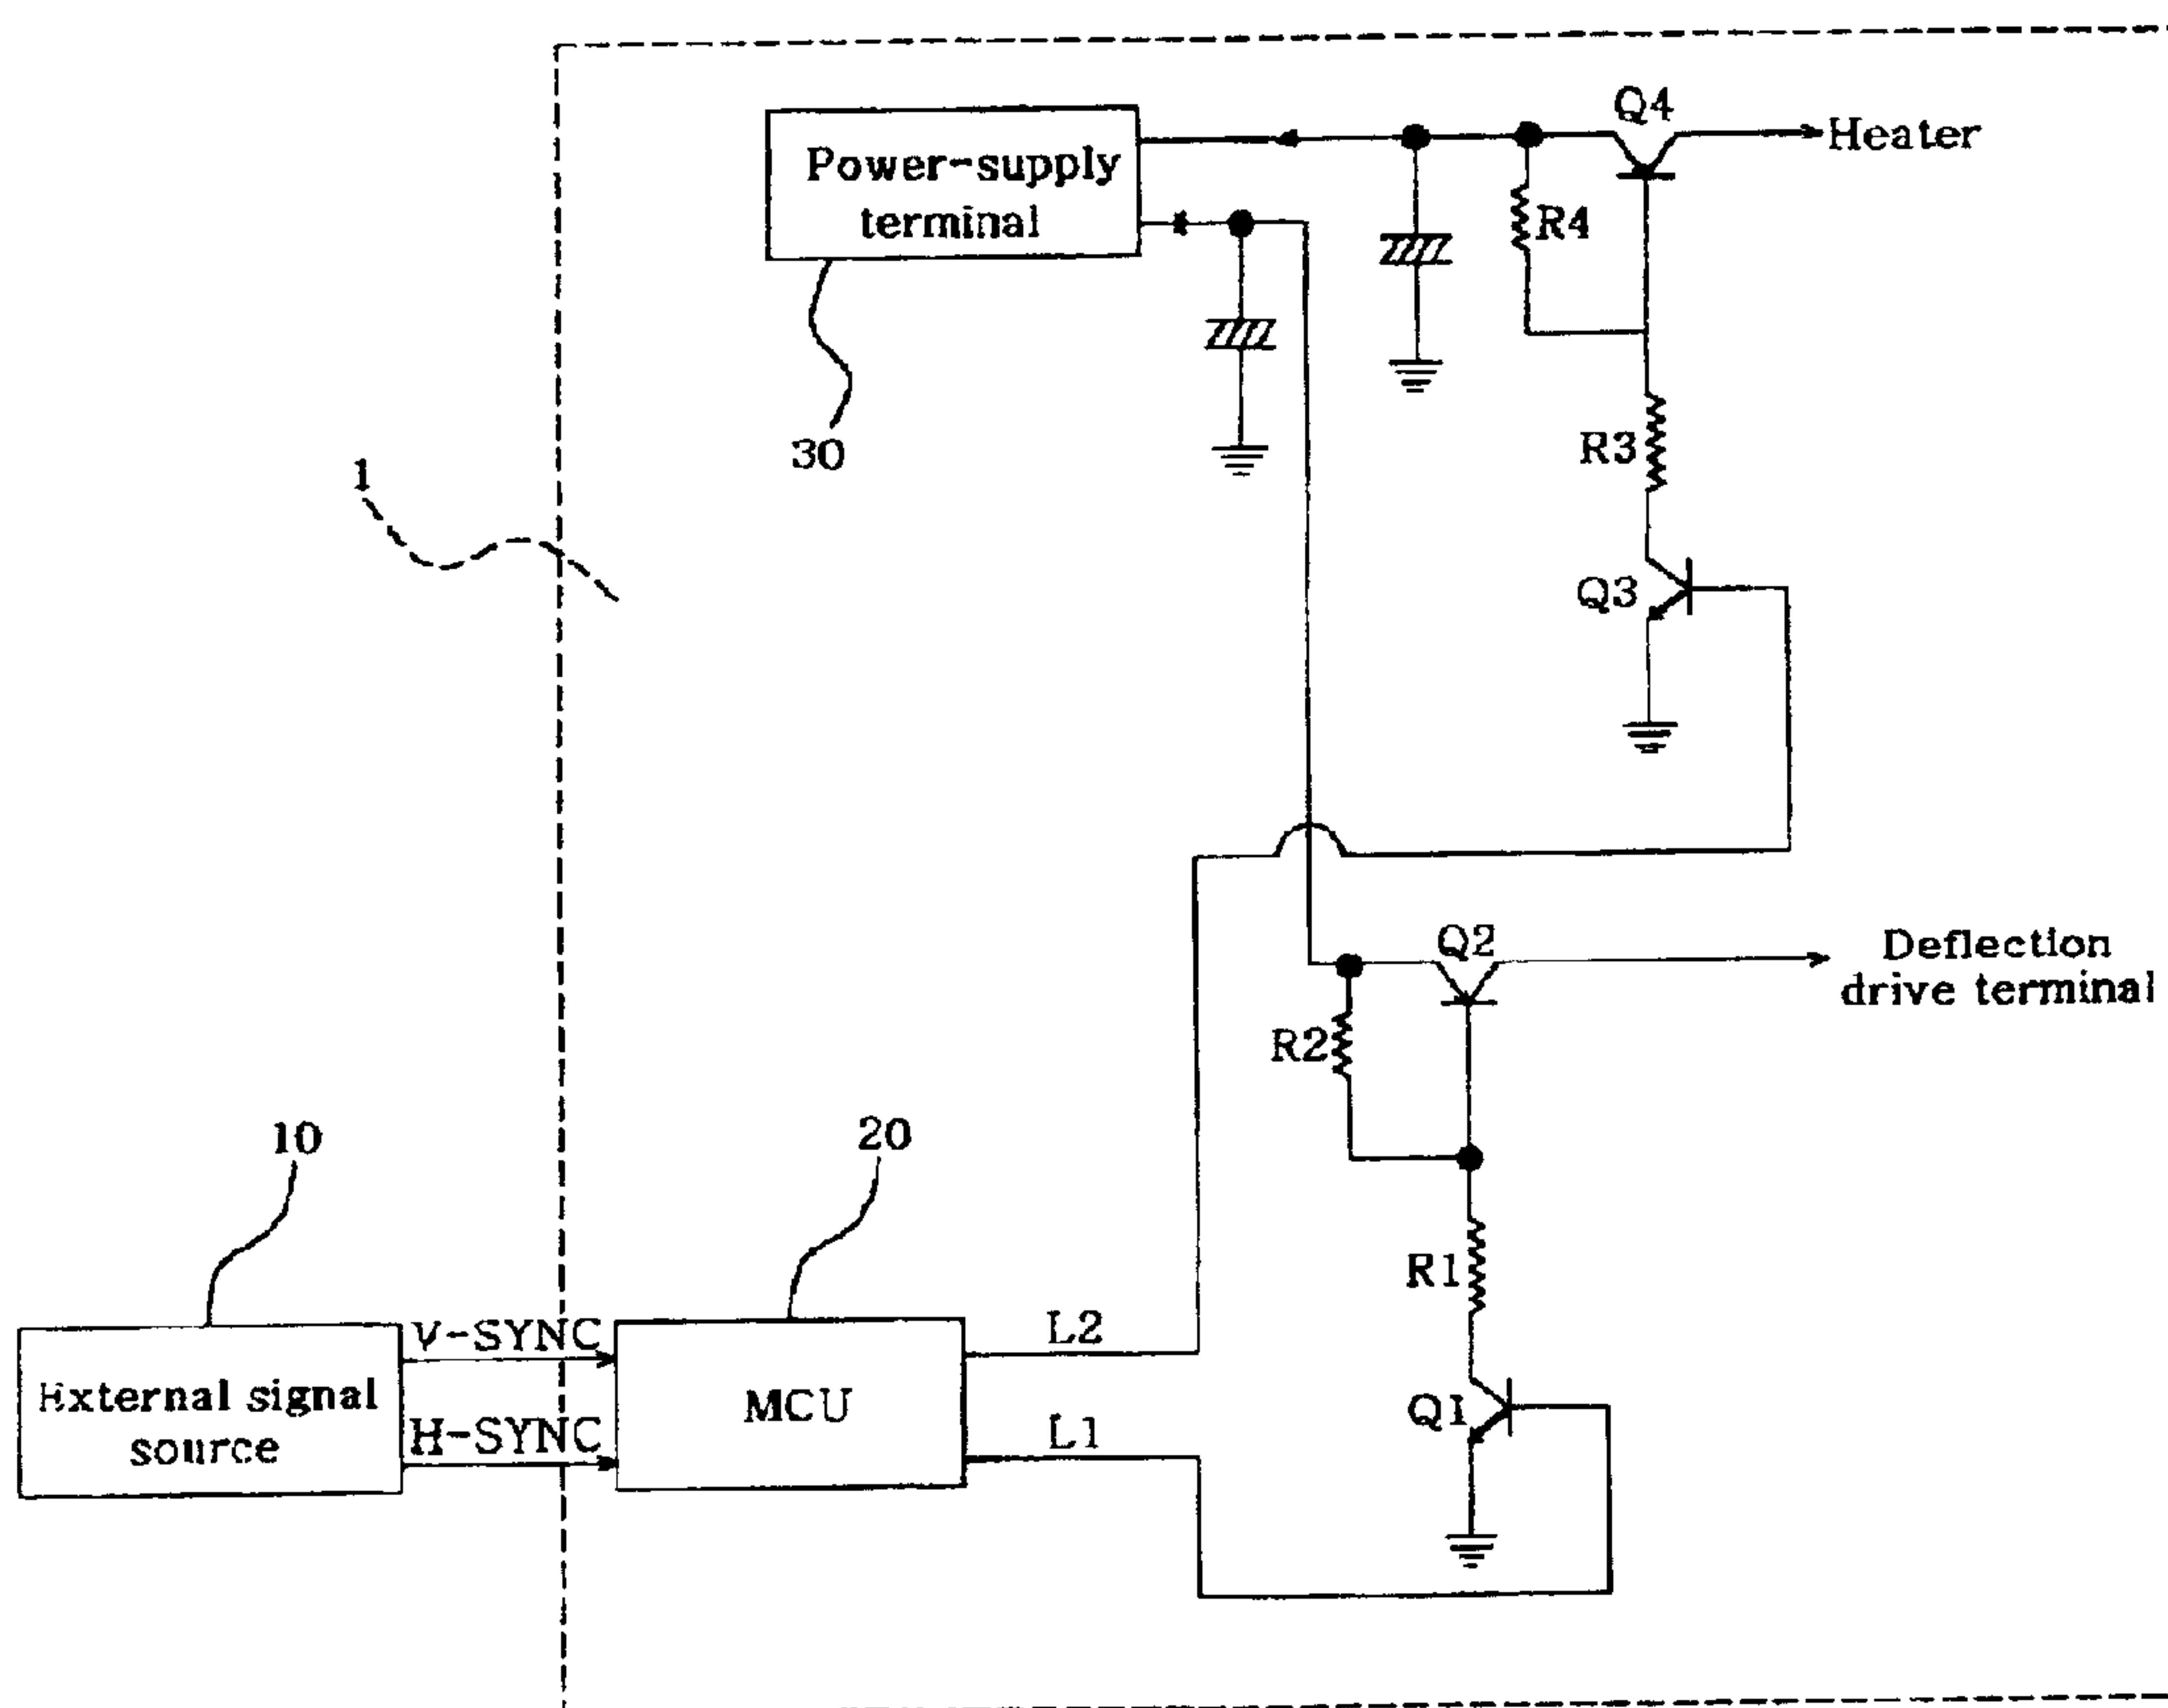 Q4
Heater
Power-supply
terminal
R4
30
R3
1
Q3
Q2
Deflection
drive terminal
R2
10
20
R1
V-SYNC
L2
External signal
source
MCU
H-SYNC
L1
Q1